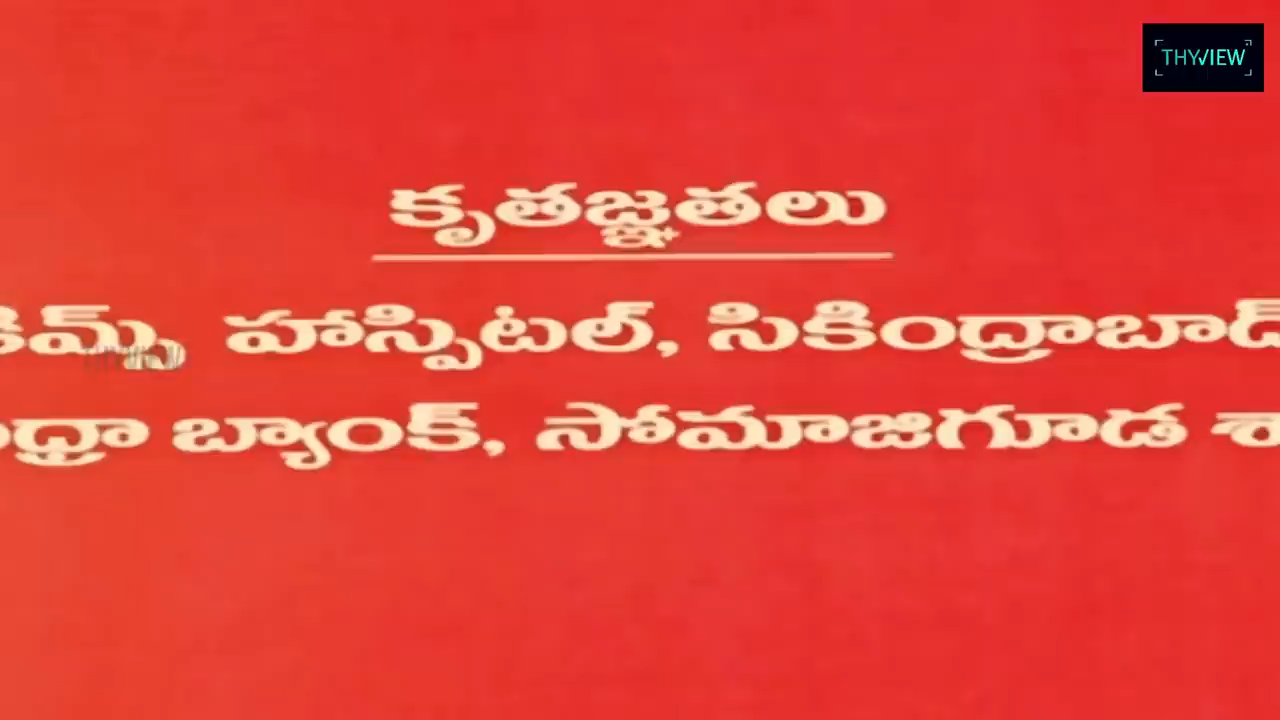 THYVIEW
కృతజ్ఞతలు
కిమ్స్ హాస్పిటల్, సికింద్రాబాద్
బ్యాంక్, సోమాజిగూడ